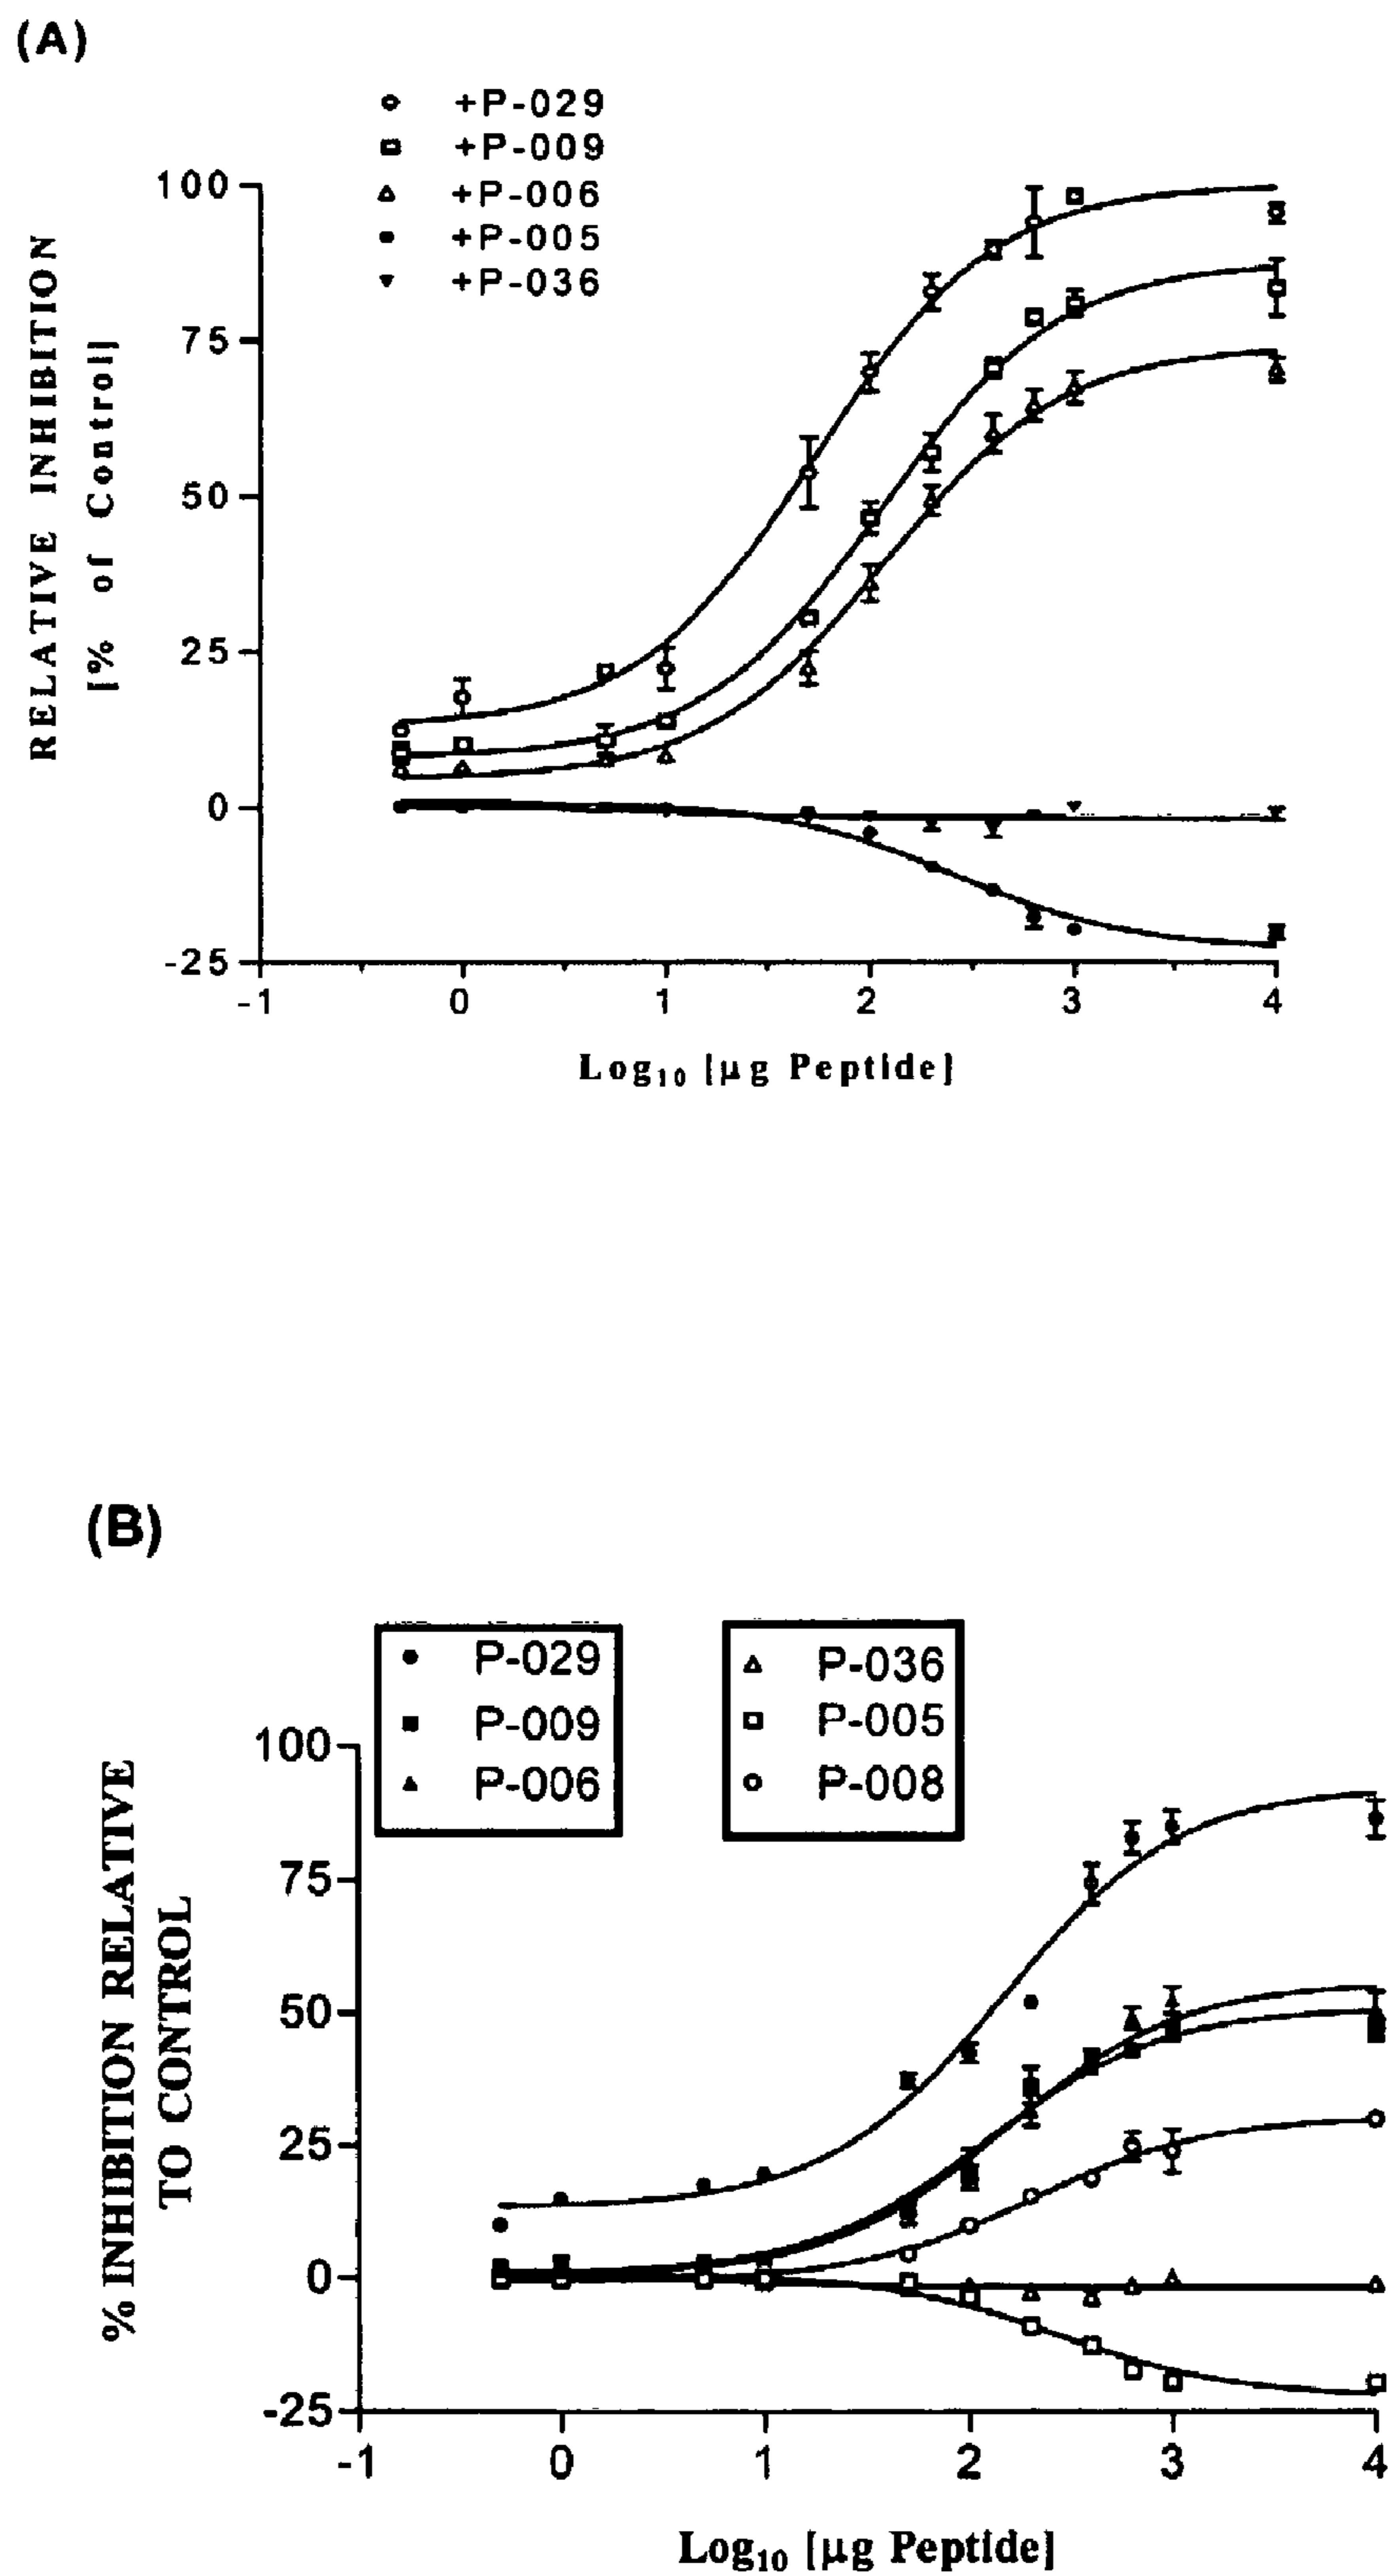 (A)
+P-029
+P-009
+P-006
+P-005
+P-036
RELATIVE INHIBITION
[% of Control]
100
75
50
25
0
-25
-1 0 1 2 3 4
Log₁₀ [µg Peptide]
(B)
P-029
P-009
P-006
P-036
P-005
P-008
% INHIBITION RELATIVE
TO CONTROL
100
75
50
25
0
-25
-1 0 1 2 3 4
Log₁₀ [µg Peptide]